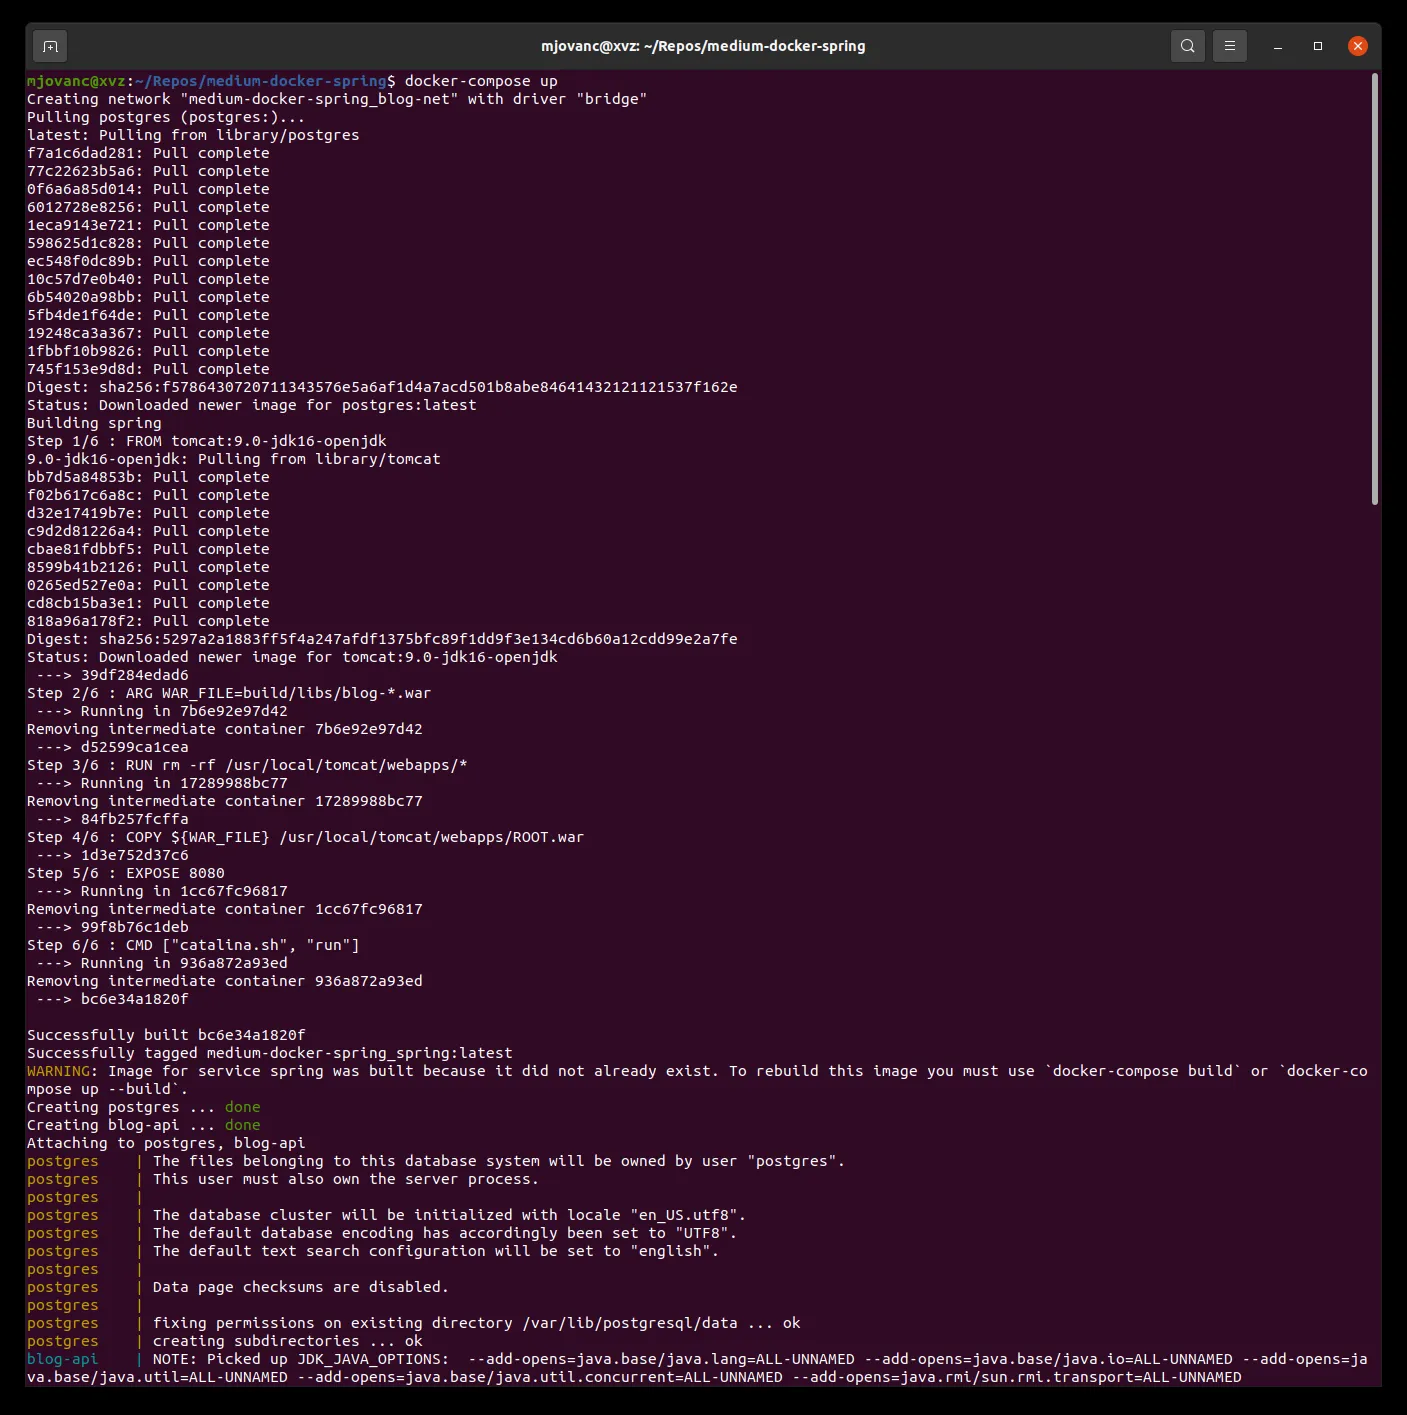 mjovanc@xvz: ~/Repos/medium-docker-spring
mjovanc@xvz:~/Repos/medium-docker-spring$ docker-compose up
Creating network "medium-docker-spring_blog-net" with driver "bridge"
Pulling postgres (postgres:)...
latest: Pulling from library/postgres
f7a1c6dad281: Pull complete
77c22623b5a6: Pull complete
0f6a6a85d014: Pull complete
6012728e8256: Pull complete
1eca9143e721: Pull complete
598625d1c828: Pull complete
ec548f0dc89b: Pull complete
10c57d7e0b40: Pull complete
6b54020a98bb: Pull complete
5fb4de1f64de: Pull complete
19248ca3a367: Pull complete
1fbbf10b9826: Pull complete
745f153e9d8d: Pull complete
Digest: sha256:f5786430720711343576e5a6af1d4a7acd501b8abe84641432121121537f162e
Status: Downloaded newer image for postgres:latest
Building spring
Step 1/6 : FROM tomcat:9.0-jdk16-openjdk
9.0-jdk16-openjdk: Pulling from library/tomcat
bb7d5a84853b: Pull complete
f02b617c6a8c: Pull complete
d32e17419b7e: Pull complete
c9d2d81226a4: Pull complete
cbae81fdbbf5: Pull complete
8599b41b2126: Pull complete
0265ed527e0a: Pull complete
cd8cb15ba3e1: Pull complete
818a96a178f2: Pull complete
Digest: sha256:5297a2a1883ff5f4a247afdf1375bfc89f1dd9f3e134cd6b60a12cdd99e2a7fe
Status: Downloaded newer image for tomcat:9.0-jdk16-openjdk
 ---> 39df284edad6
Step 2/6 : ARG WAR_FILE=build/libs/blog-*.war
 ---> Running in 7b6e92e97d42
Removing intermediate container 7b6e92e97d42
 ---> d52599ca1cea
Step 3/6 : RUN rm -rf /usr/local/tomcat/webapps/*
 ---> Running in 17289988bc77
Removing intermediate container 17289988bc77
 ---> 84fb257fcffa
Step 4/6 : COPY ${WAR_FILE} /usr/local/tomcat/webapps/ROOT.war
 ---> 1d3e752d37c6
Step 5/6 : EXPOSE 8080
 ---> Running in 1cc67fc96817
Removing intermediate container 1cc67fc96817
 ---> 99f8b76c1deb
Step 6/6 : CMD ["catalina.sh", "run"]
 ---> Running in 936a872a93ed
Removing intermediate container 936a872a93ed
 ---> bc6e34a1820f

Successfully built bc6e34a1820f
Successfully tagged medium-docker-spring_spring:latest
WARNING: Image for service spring was built because it did not already exist. To rebuild this image you must use `docker-compose build` or `docker-co
mpose up --build`.
Creating postgres ... done
Creating blog-api ... done
Attaching to postgres, blog-api
postgres    | The files belonging to this database system will be owned by user "postgres".
postgres    | This user must also own the server process.
postgres    |
postgres    | The database cluster will be initialized with locale "en_US.utf8".
postgres    | The default database encoding has accordingly been set to "UTF8".
postgres    | The default text search configuration will be set to "english".
postgres    |
postgres    | Data page checksums are disabled.
postgres    |
postgres    | fixing permissions on existing directory /var/lib/postgresql/data ... ok
postgres    | creating subdirectories ... ok
blog-api    | NOTE: Picked up JDK_JAVA_OPTIONS:  --add-opens=java.base/java.lang=ALL-UNNAMED --add-opens=java.base/java.io=ALL-UNNAMED --add-opens=ja
va.base/java.util=ALL-UNNAMED --add-opens=java.base/java.util.concurrent=ALL-UNNAMED --add-opens=java.rmi/sun.rmi.transport=ALL-UNNAMED